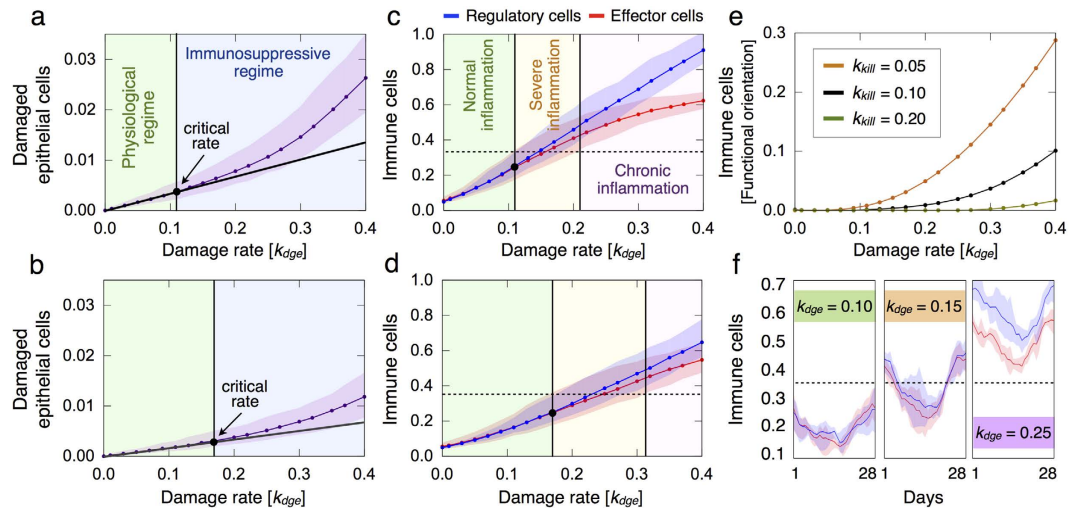 a
Damaged
epithelial cells
0.03
0.02
0.01
0.00
Physiological
regime
Immunosuppressive
regime
critical
rate
0.0 0.1 0.2 0.3 0.4
Damage rate [kdge]
b
Damaged
epithelial cells
0.03
0.02
0.01
0.00
critical
rate
0.0 0.1 0.2 0.3 0.4
Damage rate [kdge]
c
Regulatory cells
Effector cells
Immune cells
1.0
0.8
0.6
0.4
0.2
0.0
Normal
inflammation
Severe
inflammation
Chronic
inflammation
0.0 0.1 0.2 0.3 0.4
Damage rate [kdge]
d
Immune cells
1.0
0.8
0.6
0.4
0.2
0.0
0.0 0.1 0.2 0.3 0.4
Damage rate [kdge]
e
Immune cells
[Functional orientation]
0.3
0.2
0.1
0.0
kkill = 0.05
kkill = 0.10
kkill = 0.20
0.0 0.1 0.2 0.3 0.4
Damage rate [kdge]
f
Immune cells
0.7
0.6
0.5
0.4
0.3
0.2
0.1
kdge = 0.10
kdge = 0.15
kdge = 0.25
1 28 1 28 1 28
Days